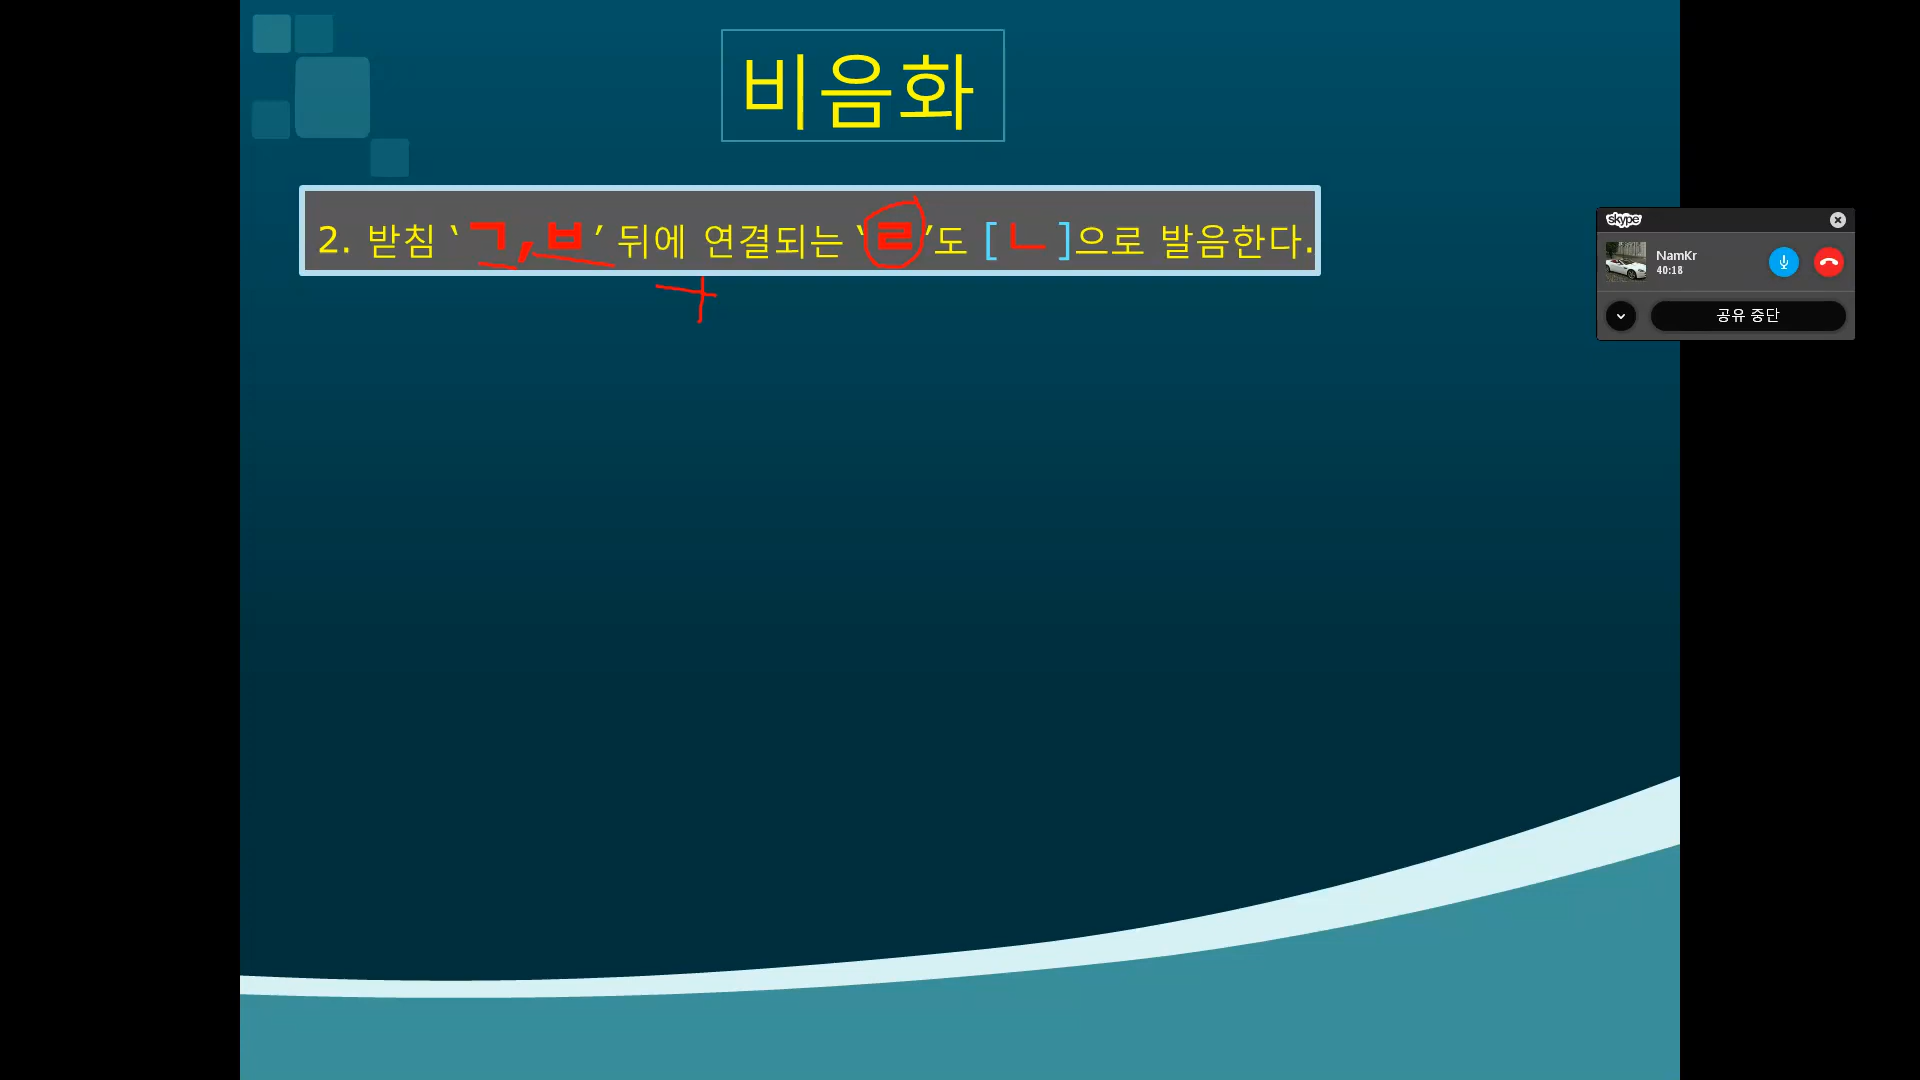 비음화
2. 받침 ‘ㄱ,ㅂ’ 뒤에 연결되는 ‘ㄹ’도 [ㄴ]으로 발음한다.
skype
NamKr
40:18
공유 중단